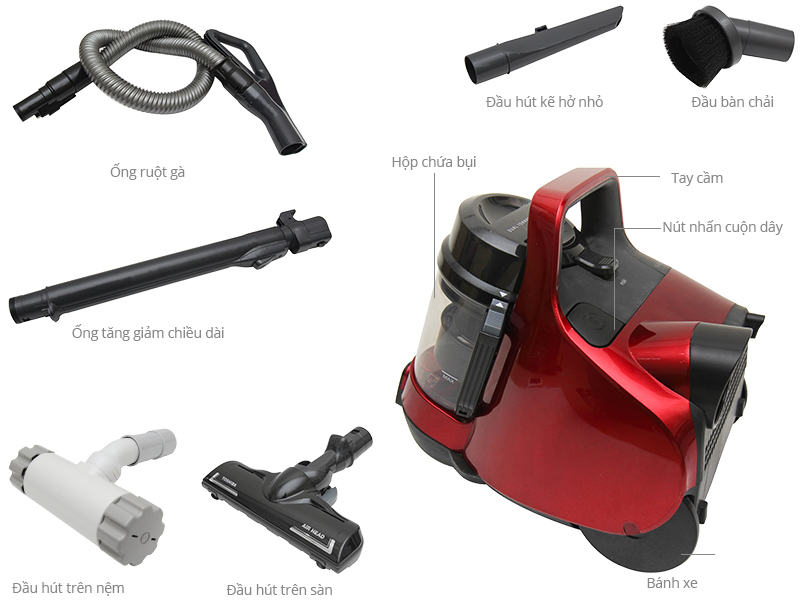 Đầu hút kẽ hở nhỏ
Đầu bàn chải
Ống ruột gà
Hộp chứa bụi
Tay cầm
Nút nhấn cuộn dây
Ống tăng giảm chiều dài
MAX
TOSHIBA
AIR HEAD
Đầu hút trên nệm
Đầu hút trên sàn
Bánh xe